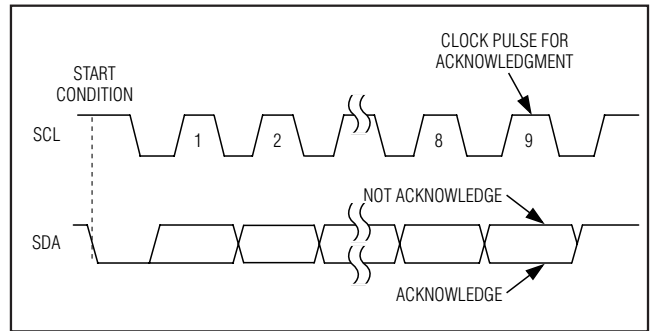 CLOCK PULSE FOR
ACKNOWLEDGMENT
START
CONDITION
SCL
1
2
8
9
NOT ACKNOWLEDGE
SDA
ACKNOWLEDGE